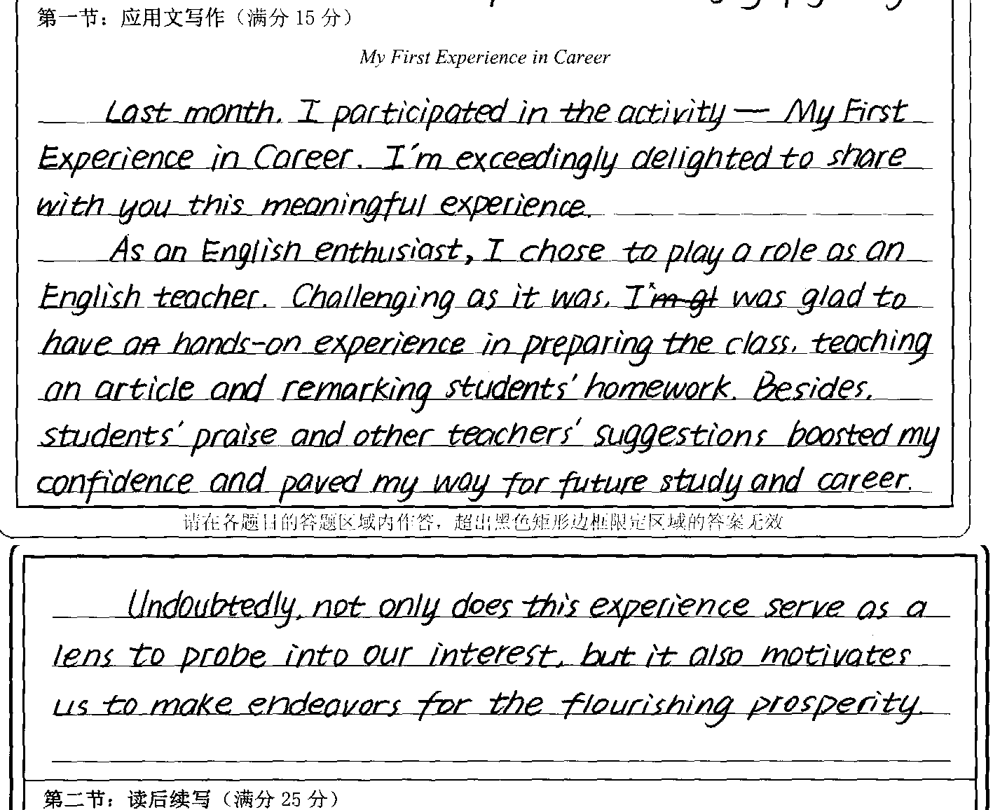 第一节：应用文写作（满分 15 分）
My First Experience in Career
Last month, I participated in the activity — My First
Experience in Career. I'm exceedingly delighted to share
with you this meaningful experience.
As an English enthusiast, I chose to play a role as an
English teacher. Challenging as it was, I was glad to
have a hands-on experience in preparing the class, teaching
an article and remarking students' homework. Besides,
students' praise and other teachers' suggestions boosted my
confidence and paved my way for future study and career.
请在各题目的答题区域内作答，超出黑色矩形边框限定区域的答案无效
Undoubtedly, not only does this experience serve as a
lens to probe into our interest, but it also motivates
us to make endeavors for the flourishing prosperity.
第二节：读后续写（满分 25 分）